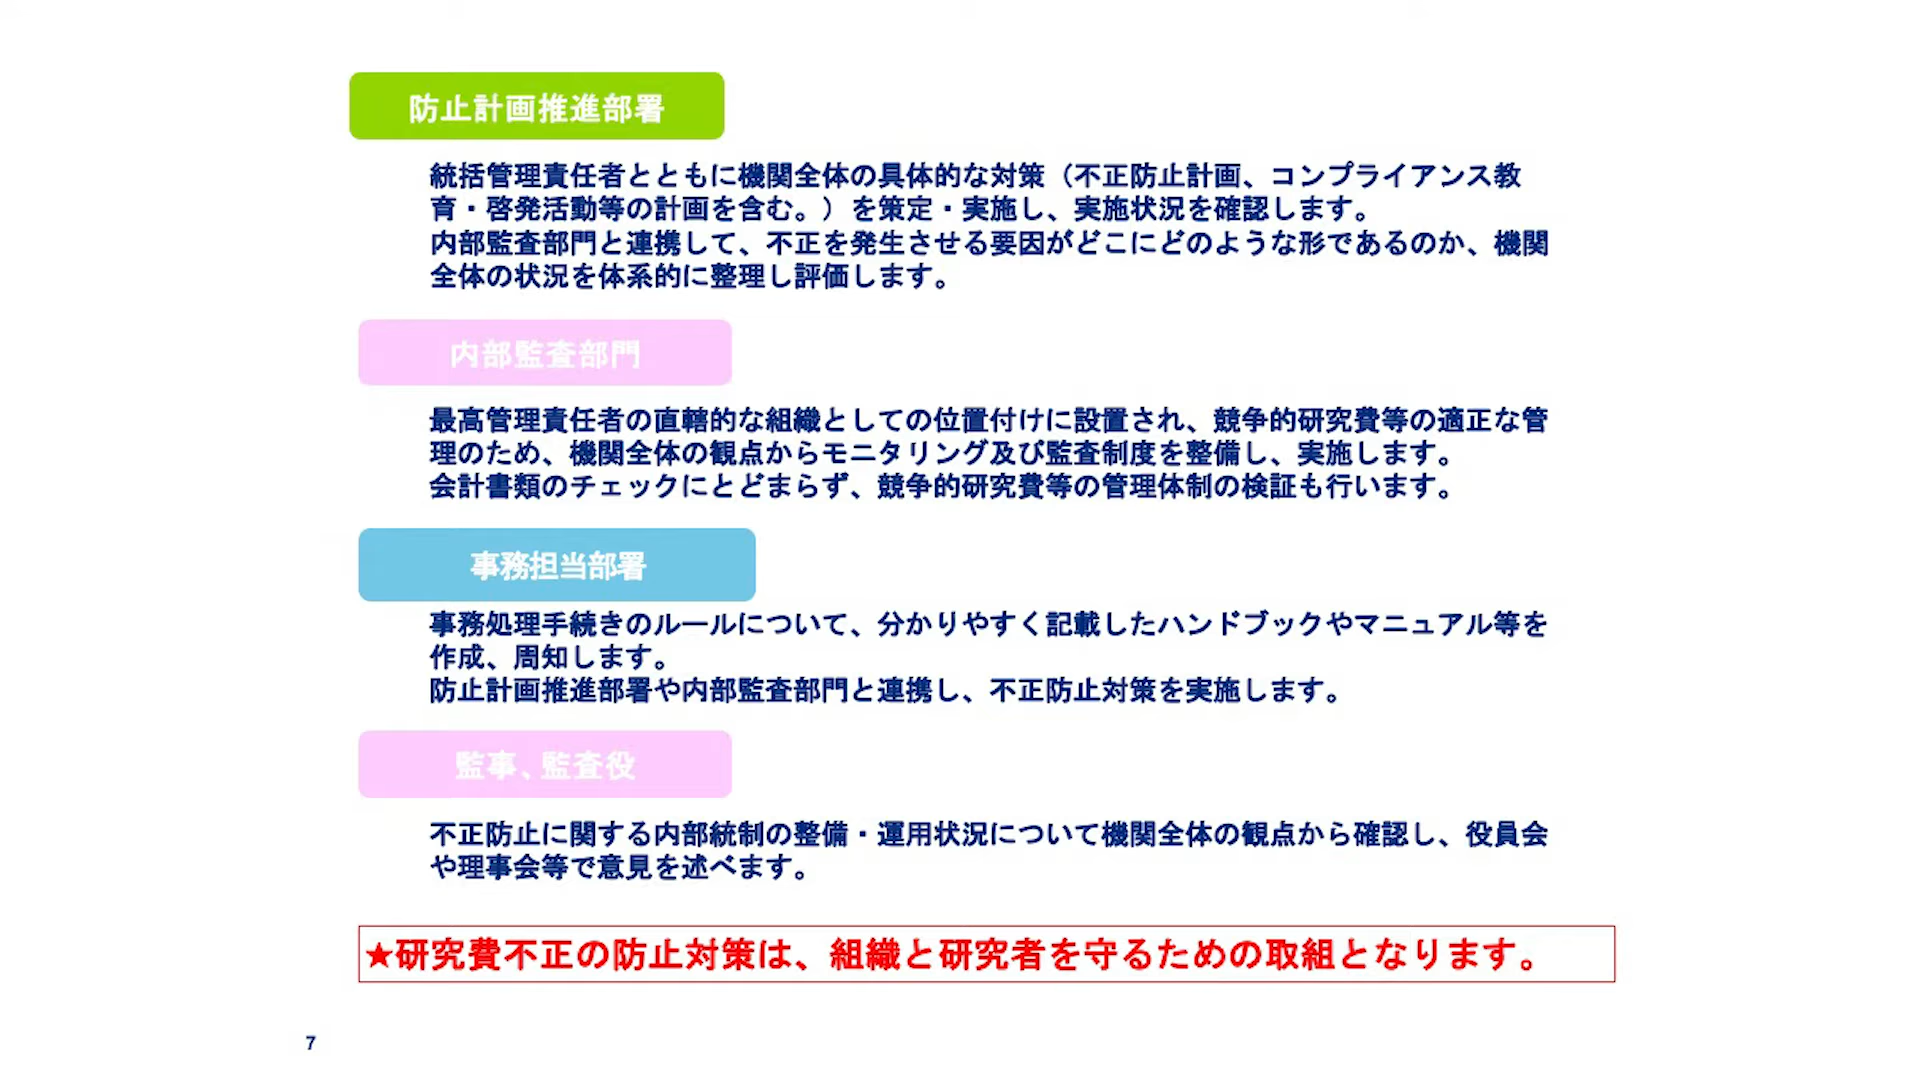 防止計画推進部署
統括管理責任者とともに機関全体の具体的な対策（不正防止計画、コンプライアンス教
育・啓発活動等の計画を含む。）を策定・実施し、実施状況を確認します。
内部監査部門と連携して、不正を発生させる要因がどこにどのような形であるのか、機関
全体の状況を体系的に整理し評価します。
内部監査部門
最高管理責任者の直轄的な組織としての位置付けに設置され、競争的研究費等の適正な管
理のため、機関全体の観点からモニタリング及び監査制度を整備し、実施します。
会計書類のチェックにとどまらず、競争的研究費等の管理体制の検証も行います。
事務担当部署
事務処理手続きのルールについて、分かりやすく記載したハンドブックやマニュアル等を
作成、周知します。
防止計画推進部署や内部監査部門と連携し、不正防止対策を実施します。
監事、監査役
不正防止に関する内部統制の整備・運用状況について機関全体の観点から確認し、役員会
や理事会等で意見を述べます。
★研究費不正の防止対策は、組織と研究者を守るための取組となります。
7